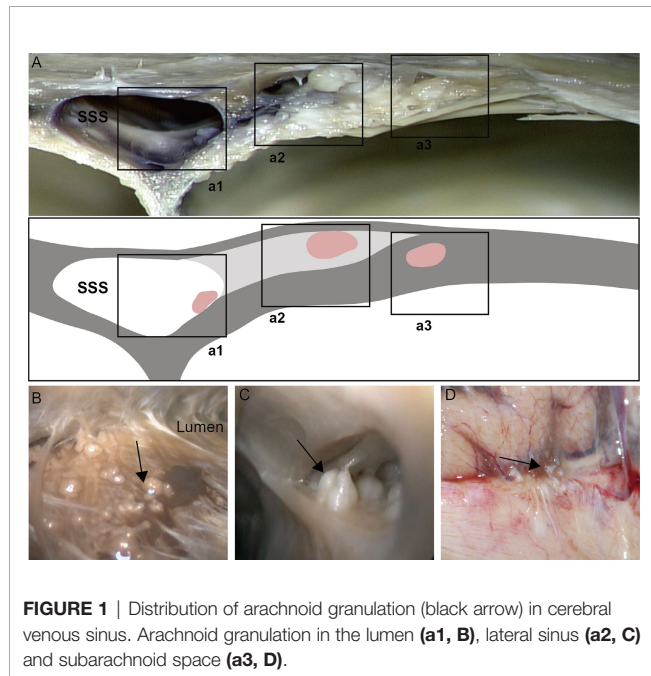 A
SSS
a1
a2
a3
SSS
a1
a2
a3
B
Lumen
C
D
FIGURE 1 | Distribution of arachnoid granulation (black arrow) in cerebral
venous sinus. Arachnoid granulation in the lumen (a1, B), lateral sinus (a2, C)
and subarachnoid space (a3, D).